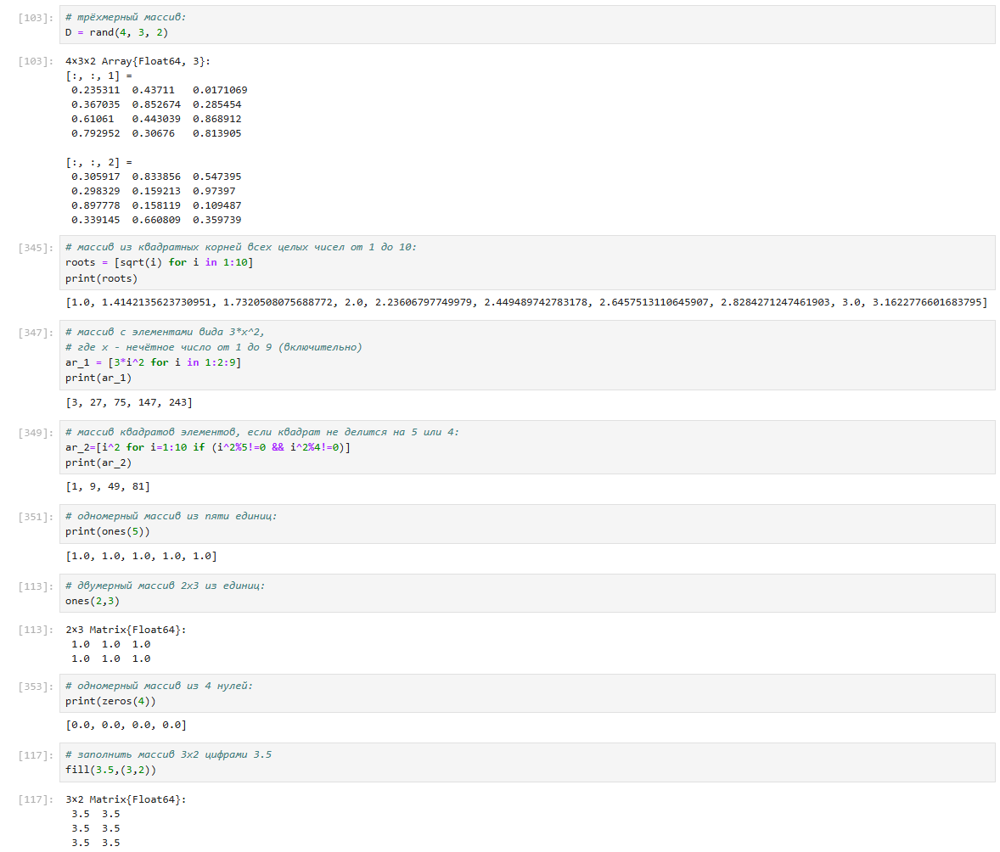 [103]: # трёхмерный массив:
D = rand(4, 3, 2)
[103]: 4×3×2 Array{Float64, 3}:
[:, :, 1] =
 0.235311  0.43711   0.0171069
 0.367035  0.852674  0.285454
 0.61061   0.443039  0.868912
 0.792952  0.30676   0.813905

[:, :, 2] =
 0.305917  0.833856  0.547395
 0.298329  0.159213  0.97397
 0.897778  0.158119  0.109487
 0.339145  0.660809  0.359739
[345]: # массив из квадратных корней всех целых чисел от 1 до 10:
roots = [sqrt(i) for i in 1:10]
print(roots)
[1.0, 1.4142135623730951, 1.7320508075688772, 2.0, 2.23606797749979, 2.449489742783178, 2.6457513110645907, 2.8284271247461903, 3.0, 3.1622776601683795]
[347]: # массив с элементами вида 3*x^2,
# где x - нечётное число от 1 до 9 (включительно)
ar_1 = [3*i^2 for i in 1:2:9]
print(ar_1)
[3, 27, 75, 147, 243]
[349]: # массив квадратов элементов, если квадрат не делится на 5 или 4:
ar_2=[i^2 for i=1:10 if (i^2%5!=0 && i^2%4!=0)]
print(ar_2)
[1, 9, 49, 81]
[351]: # одномерный массив из пяти единиц:
print(ones(5))
[1.0, 1.0, 1.0, 1.0, 1.0]
[113]: # двумерный массив 2x3 из единиц:
ones(2,3)
[113]: 2×3 Matrix{Float64}:
 1.0  1.0  1.0
 1.0  1.0  1.0
[353]: # одномерный массив из 4 нулей:
print(zeros(4))
[0.0, 0.0, 0.0, 0.0]
[117]: # заполнить массив 3x2 цифрами 3.5
fill(3.5,(3,2))
[117]: 3×2 Matrix{Float64}:
 3.5  3.5
 3.5  3.5
 3.5  3.5